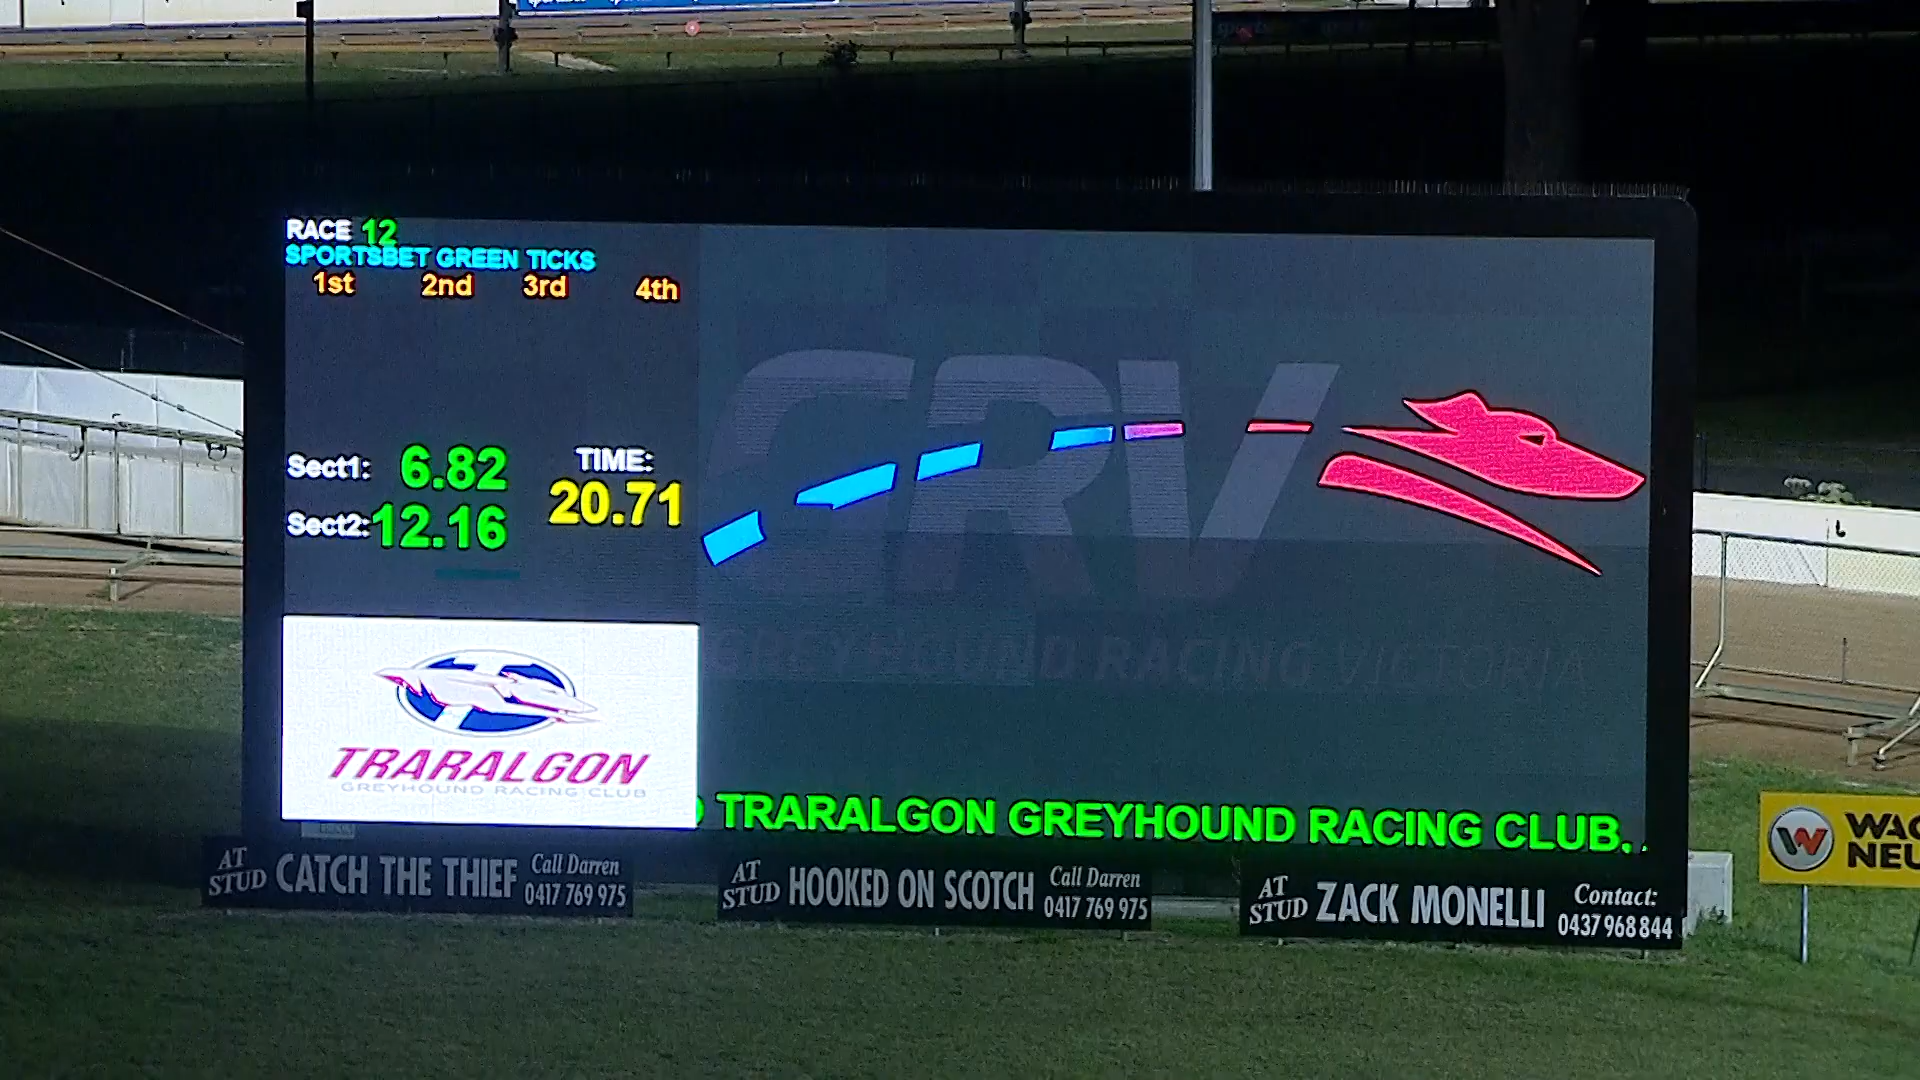 RACE 12
SPORTSBET GREEN TICKS
1st 2nd 3rd 4th
Sect1: 6.82
Sect2: 12.16
TIME:
20.71
GRV
GREYHOUND RACING VICTORIA
TRARALGON
GREYHOUND RACING CLUB
TRARALGON GREYHOUND RACING CLUB.
AT STUD CATCH THE THIEF Call Darren 0417 769 975
AT STUD HOOKED ON SCOTCH Call Darren 0417 769 975
AT STUD ZACK MONELLI Contact: 0437 968 844
W